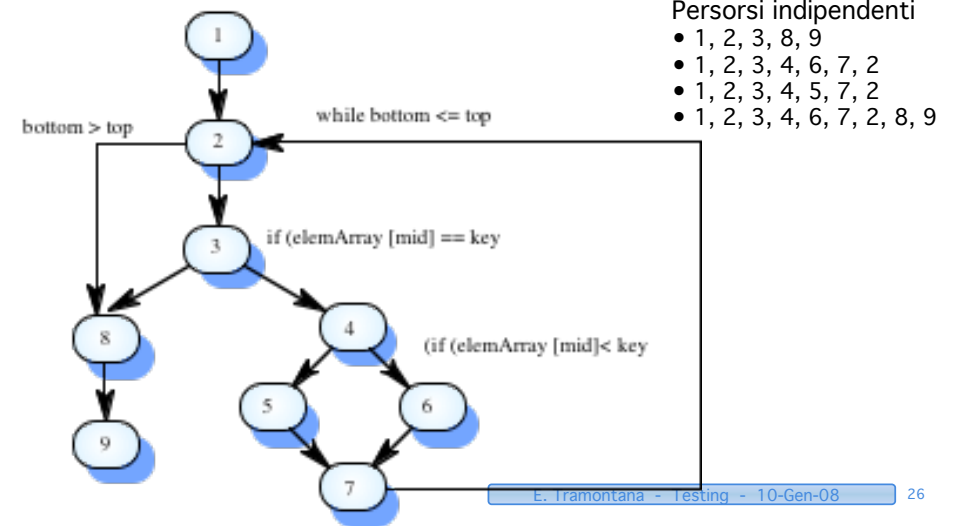 Persorsi indipendenti
• 1, 2, 3, 8, 9
• 1, 2, 3, 4, 6, 7, 2
• 1, 2, 3, 4, 5, 7, 2
• 1, 2, 3, 4, 6, 7, 2, 8, 9
1
while bottom <= top
bottom > top
2
if (elemArray [mid] == key
3
4
8
(if (elemArray [mid]< key
5
6
9
7
E. Tramontana - Testing - 10-Gen-08
26